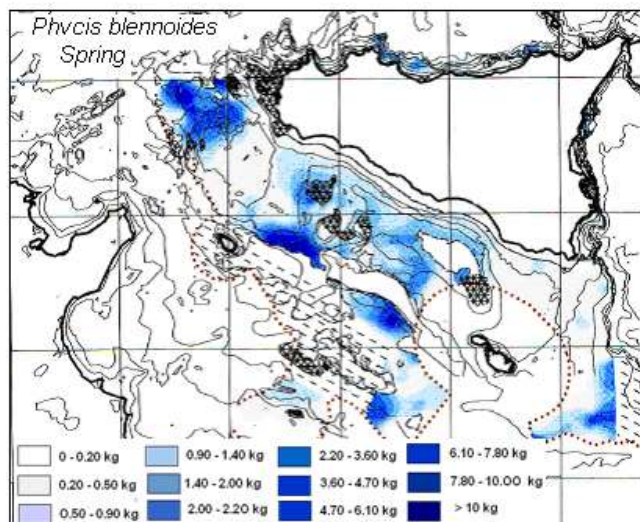 Phycis blennoides
Spring
0 - 0.20 kg
0.20 - 0.50 kg
0.50 - 0.90 kg
0.90 - 1.40 kg
1.40 - 2.00 kg
2.00 - 2.20 kg
2.20 - 3.60 kg
3.60 - 4.70 kg
4.70 - 6.10 kg
6.10 - 7.80 kg
7.80 - 10.00 kg
> 10 kg